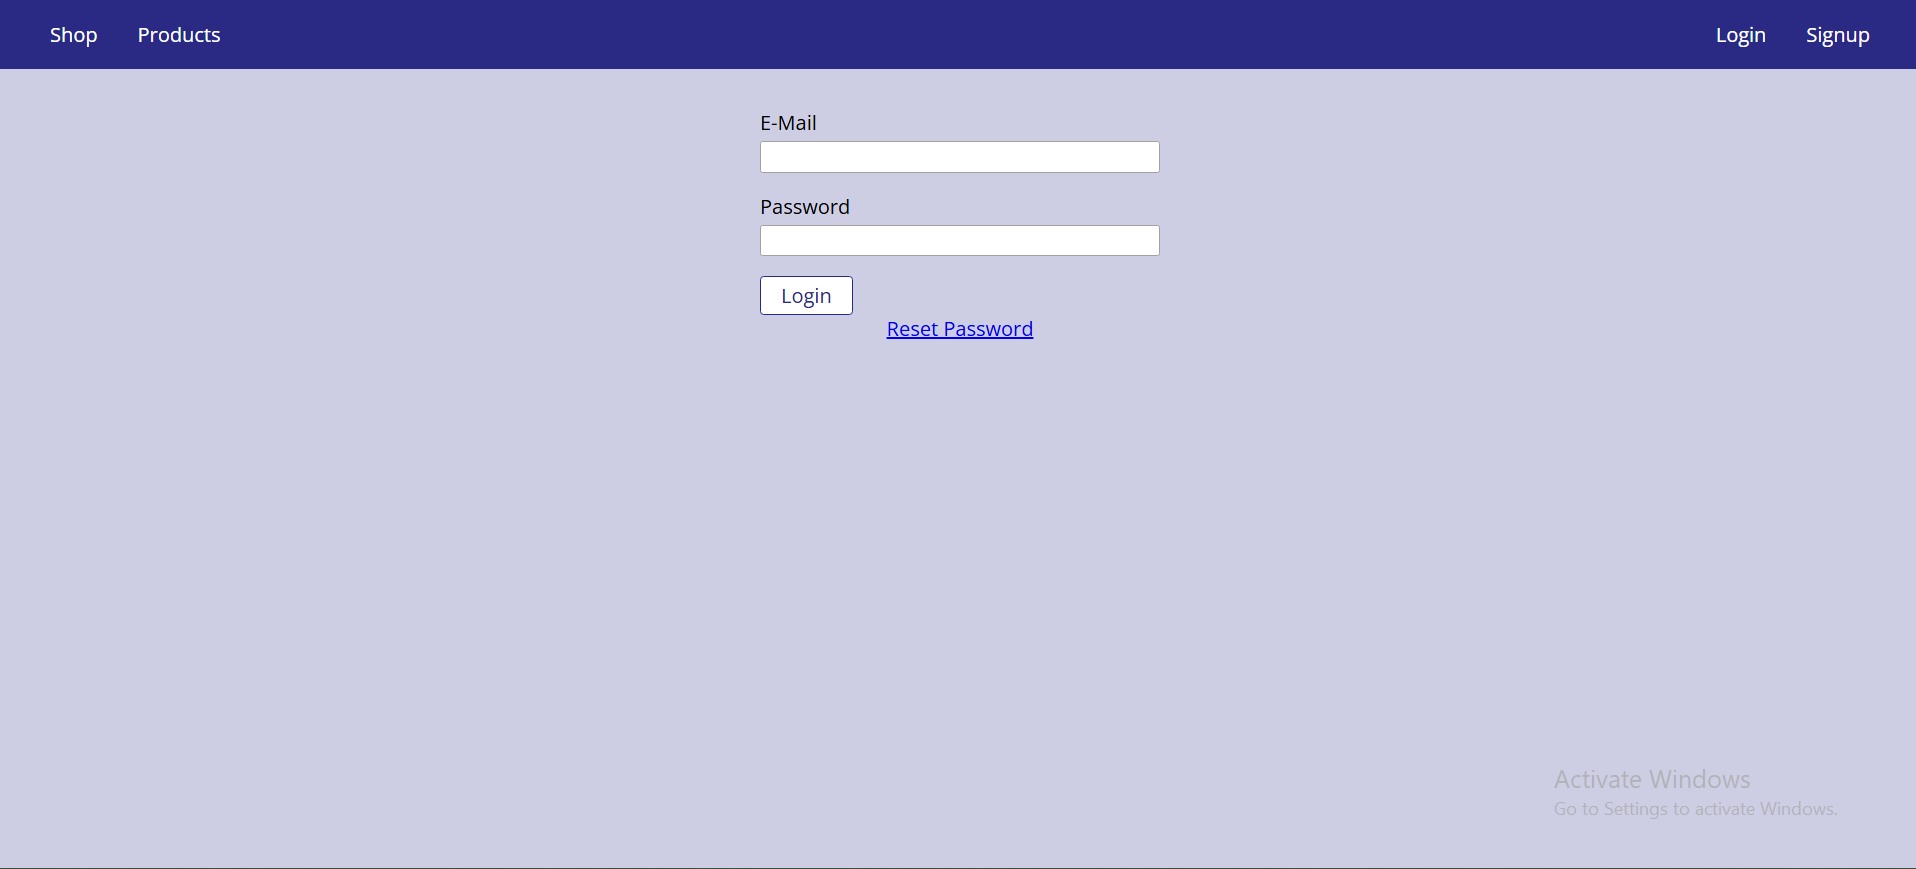 Shop Products Login Signup
E-Mail
Password
Login
Reset Password
Activate Windows
Go to Settings to activate Windows.